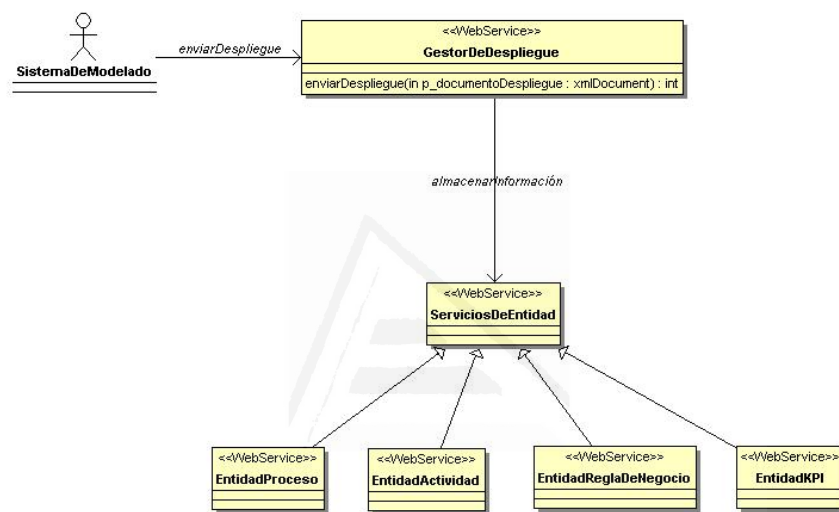 <<WebService>>
GestorDeDespliegue
enviarDespliegue(in p_documentoDespliegue : xmlDocument) : int
enviarDespliegue
SistemaDeModelado
almacenarInformación
<<WebService>>
ServiciosDeEntidad
<<WebService>>
EntidadProceso
<<WebService>>
EntidadActividad
<<WebService>>
EntidadReglaDeNegocio
<<WebService>>
EntidadKPI